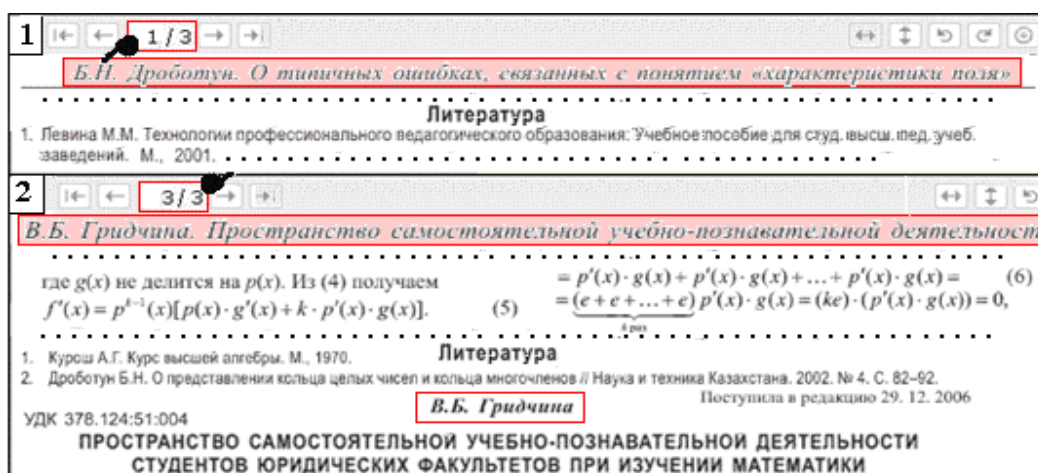 1 1 / 3
Б.Н. Дроботун. О типичных ошибках, связанных с понятием «характеристики поля»
Литература
1. Левина М.М. Технологии профессионального педагогического образования: Учебное пособие для студ. высш. пед. учеб.
заведений. М., 2001.
2 3 / 3
В.Б. Гридчина. Пространство самостоятельной учебно-познавательной деятельност
где g(x) не делится на p(x). Из (4) получаем
f′(x) = p^{k−1}(x)[p(x)·g′(x) + k·p′(x)·g(x)]. (5)
= p′(x)·g(x) + p′(x)·g(x) + … + p′(x)·g(x) = (6)
= (e + e + … + e) p′(x)·g(x) = (ke)·(p′(x)·g(x)) = 0,
k раз
Литература
1. Курош А.Г. Курс высшей алгебры. М., 1970.
2. Дроботун Б.Н. О представлении кольца целых чисел и кольца многочленов // Наука и техника Казахстана. 2002. № 4. С. 82–92.
Поступила в редакцию 29. 12. 2006
В.Б. Гридчина
УДК 378.124:51:004
ПРОСТРАНСТВО САМОСТОЯТЕЛЬНОЙ УЧЕБНО-ПОЗНАВАТЕЛЬНОЙ ДЕЯТЕЛЬНОСТИ
СТУДЕНТОВ ЮРИДИЧЕСКИХ ФАКУЛЬТЕТОВ ПРИ ИЗУЧЕНИИ МАТЕМАТИКИ